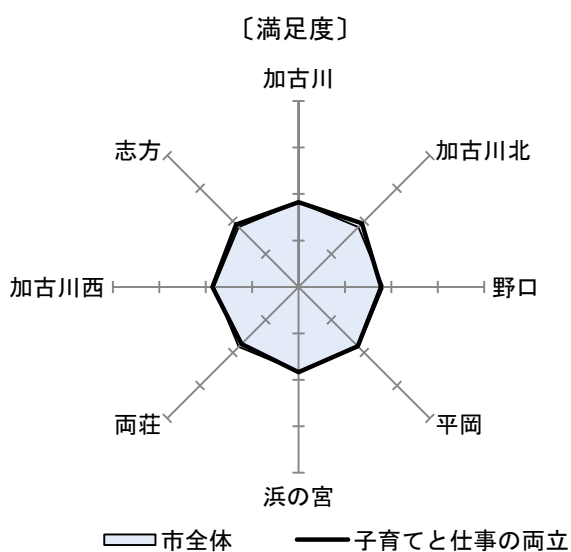 〔満足度〕
加古川
志方
加古川北
加古川西
野口
両荘
平岡
浜の宮
市全体
子育てと仕事の両立